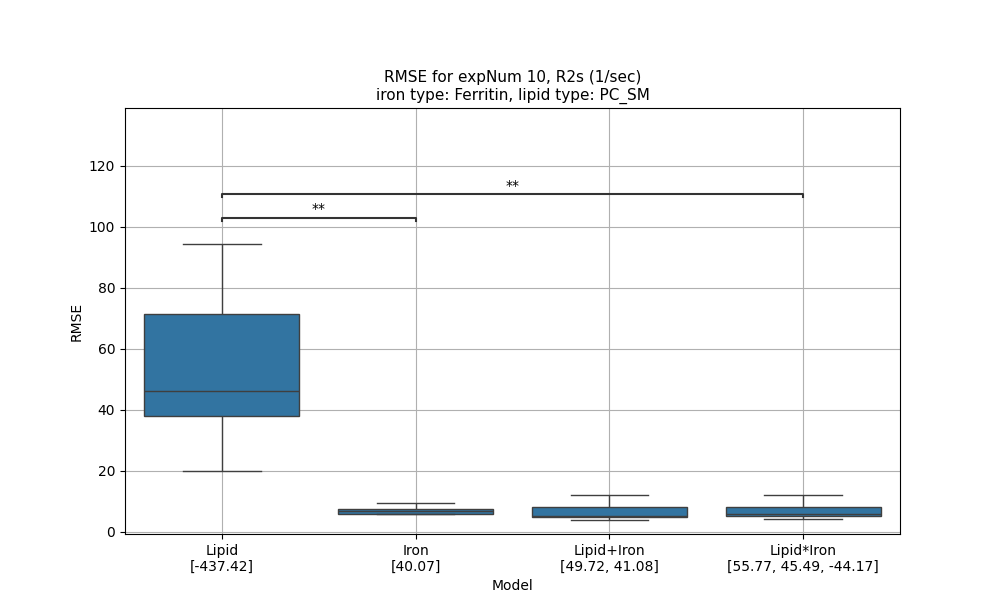 RMSE for expNum 10, R2s (1/sec)
iron type: Ferritin, lipid type: PC_SM
120
100
80
60
40
20
0
RMSE
**
**
Lipid
[-437.42]
Iron
[40.07]
Lipid+Iron
[49.72, 41.08]
Lipid*Iron
[55.77, 45.49, -44.17]
Model